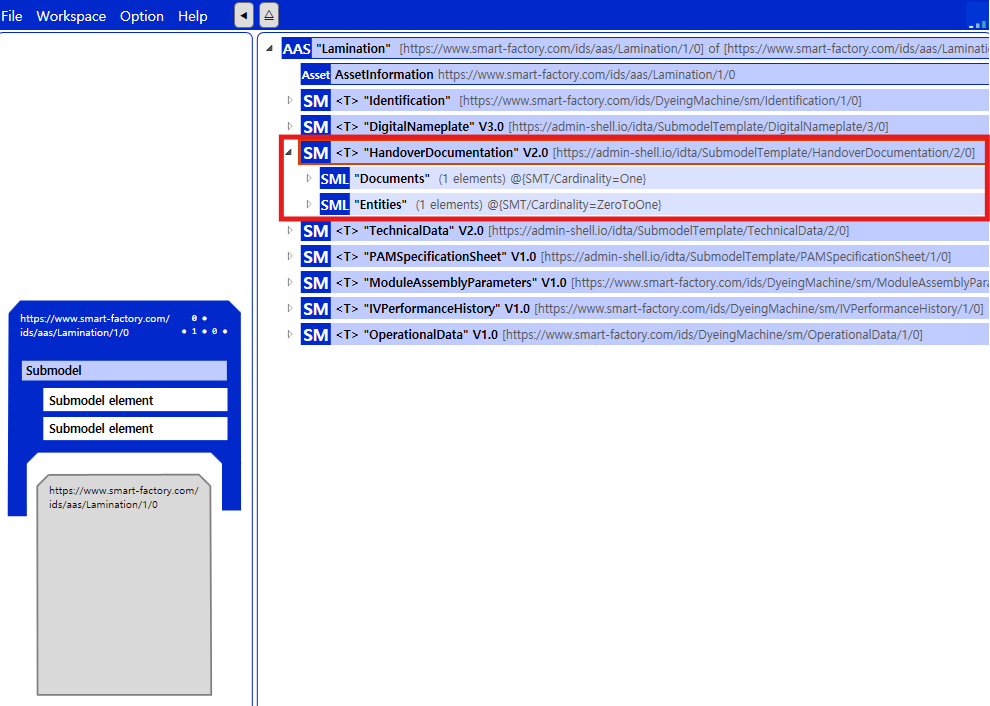 File Workspace Option Help
AAS "Lamination" [https://www.smart-factory.com/ids/aas/Lamination/1/0] of [https://www.smart-factory.com/ids/aas/Laminati
Asset AssetInformation https://www.smart-factory.com/ids/aas/Lamination/1/0
SM <T> "Identification" [https://www.smart-factory.com/ids/DyeingMachine/sm/Identification/1/0]
SM <T> "DigitalNameplate" V3.0 [https://admin-shell.io/idta/SubmodelTemplate/DigitalNameplate/3/0]
SM <T> "HandoverDocumentation" V2.0 [https://admin-shell.io/idta/SubmodelTemplate/HandoverDocumentation/2/0]
SML "Documents" (1 elements) @{SMT/Cardinality=One}
SML "Entities" (1 elements) @{SMT/Cardinality=ZeroToOne}
SM <T> "TechnicalData" V2.0 [https://admin-shell.io/idta/SubmodelTemplate/TechnicalData/2/0]
SM <T> "PAMSpecificationSheet" V1.0 [https://admin-shell.io/idta/SubmodelTemplate/PAMSpecificationSheet/1/0]
SM <T> "ModuleAssemblyParameters" V1.0 [https://www.smart-factory.com/ids/DyeingMachine/sm/ModuleAssemblyPara
SM <T> "IVPerformanceHistory" V1.0 [https://www.smart-factory.com/ids/DyeingMachine/sm/IVPerformanceHistory/1/0]
SM <T> "OperationalData" V1.0 [https://www.smart-factory.com/ids/DyeingMachine/sm/OperationalData/1/0]
https://www.smart-factory.com/
ids/aas/Lamination/1/0
0 •
• 1 • 0 •
Submodel
Submodel element
Submodel element
https://www.smart-factory.com/
ids/aas/Lamination/1/0